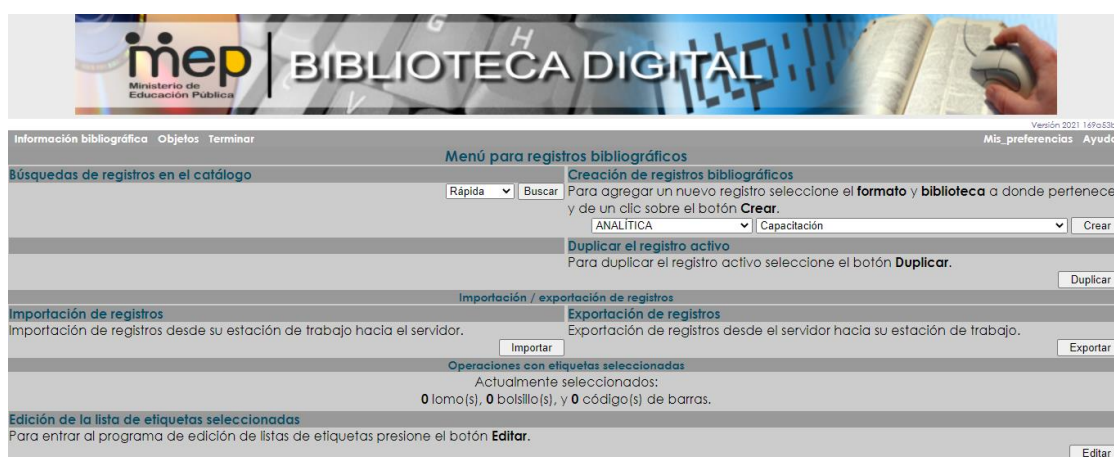 mep
Ministerio de
Educación Pública
BIBLIOTECA DIGITAL
http://
G
H
V
Versión 2021
Información bibliográfica Objetos Terminar
Mis_preferencias Ayuda
Menú para registros bibliográficos
Búsquedas de registros en el catálogo
Rápida Buscar
Creación de registros bibliográficos
Para agregar un nuevo registro seleccione el formato y biblioteca a donde pertenece
y de un clic sobre el botón Crear.
ANALÍTICA Capacitación Crear
Duplicar el registro activo
Para duplicar el registro activo seleccione el botón Duplicar.
Duplicar
Importación / exportación de registros
Importación de registros
Importación de registros desde su estación de trabajo hacia el servidor.
Importar
Exportación de registros
Exportación de registros desde el servidor hacia su estación de trabajo.
Exportar
Operaciones con etiquetas seleccionadas
Actualmente seleccionados:
0 lomo(s), 0 bolsillo(s), y 0 código(s) de barras.
Edición de la lista de etiquetas seleccionadas
Para entrar al programa de edición de listas de etiquetas presione el botón Editar.
Editar